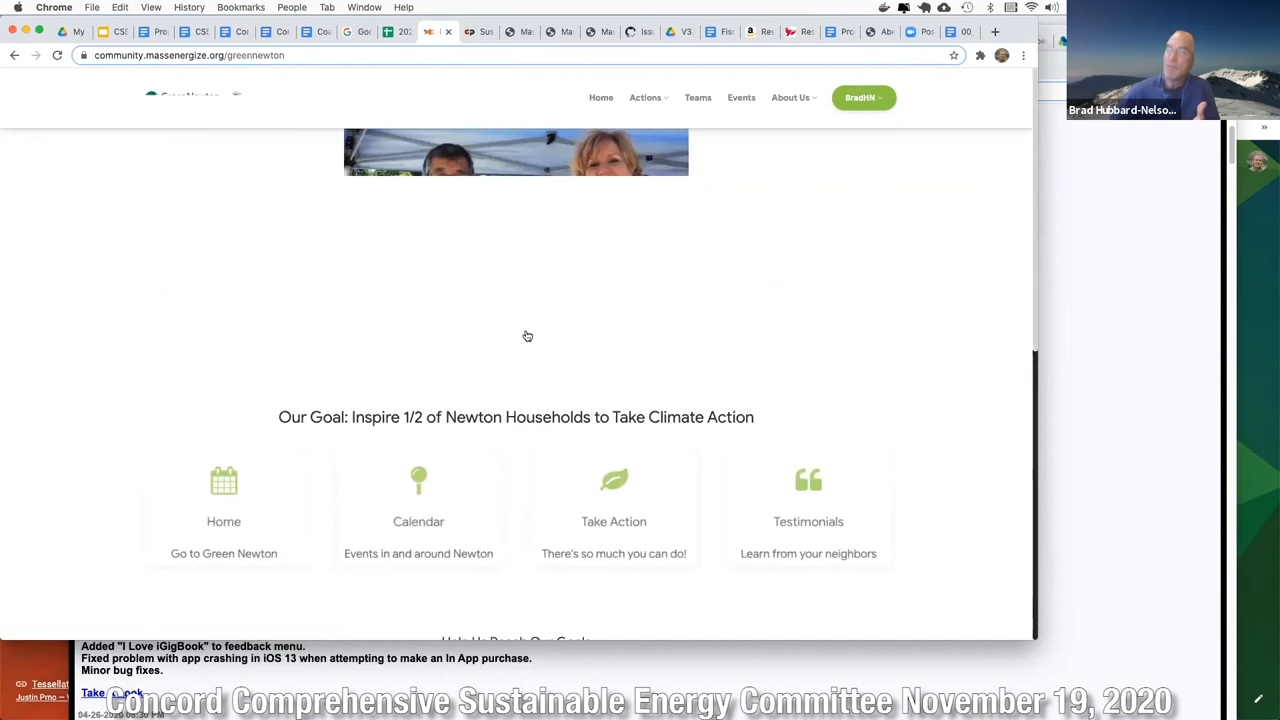 Chrome File Edit View History Bookmarks People Tab Window Help
My
community.massenergize.org/greennewton
Home Actions Teams Events About Us BradHN
Brad Hubbard-Nelso...
Our Goal: Inspire 1/2 of Newton Households to Take Climate Action
Home Calendar Take Action Testimonials
Go to Green Newton Events in and around Newton There's so much you can do! Learn from your neighbors
Added "I Love iGigBook" to feedback menu.
Fixed problem with app crashing in iOS 13 when attempting to make an In App purchase.
Minor bug fixes.
Tessellat
Justin Prno
Concord Comprehensive Sustainable Energy Committee November 19, 2020